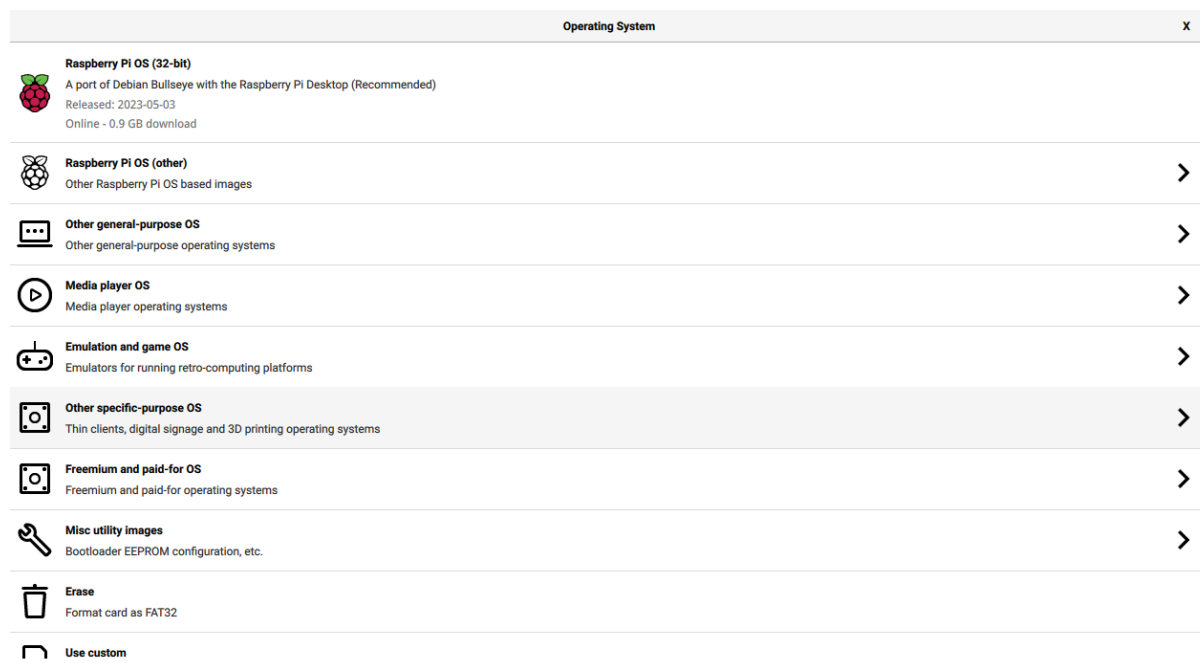 Operating System
X
Raspberry Pi OS (32-bit)
A port of Debian Bullseye with the Raspberry Pi Desktop (Recommended)
Released: 2023-05-03
Online - 0.9 GB download
Raspberry Pi OS (other)
Other Raspberry Pi OS based images
Other general-purpose OS
Other general-purpose operating systems
Media player OS
Media player operating systems
Emulation and game OS
Emulators for running retro-computing platforms
Other specific-purpose OS
Thin clients, digital signage and 3D printing operating systems
Freemium and paid-for OS
Freemium and paid-for operating systems
Misc utility images
Bootloader EEPROM configuration, etc.
Erase
Format card as FAT32
Use custom